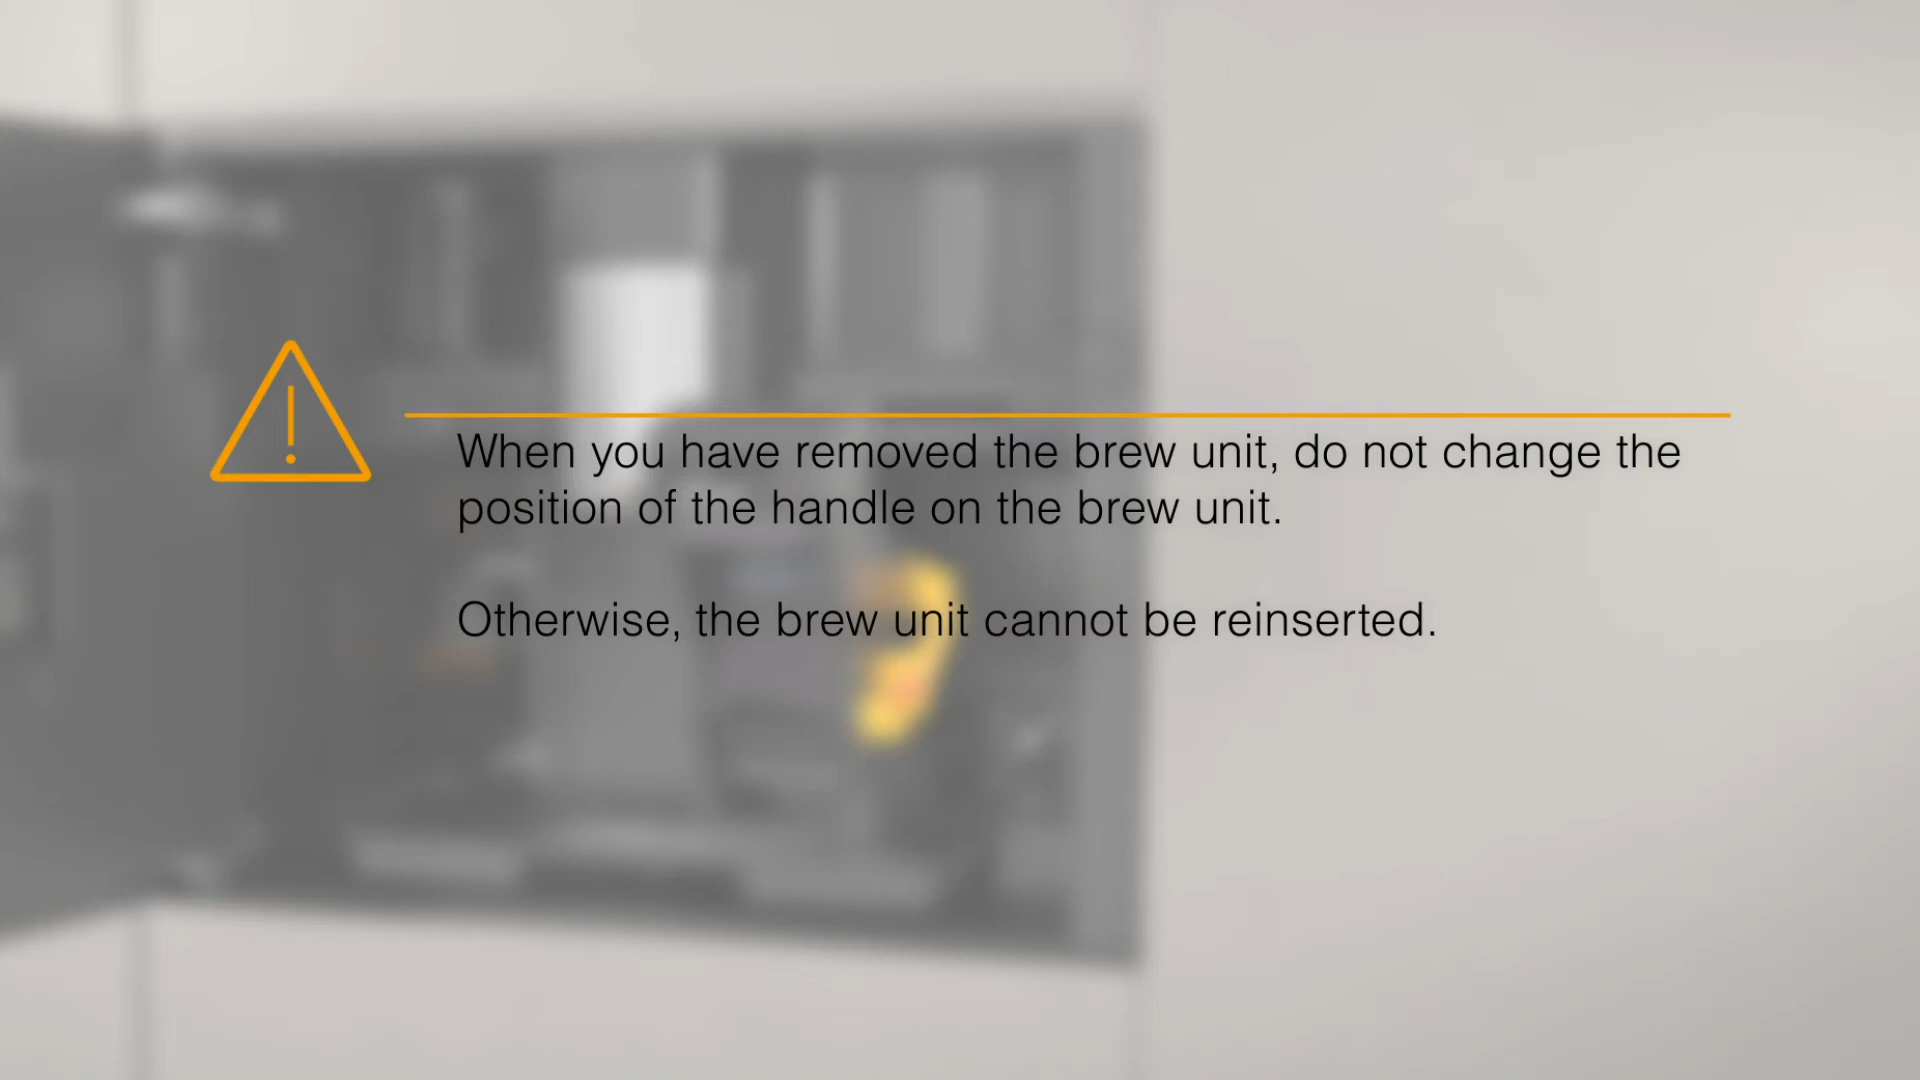 When you have removed the brew unit, do not change the
position of the handle on the brew unit.
Otherwise, the brew unit cannot be reinserted.